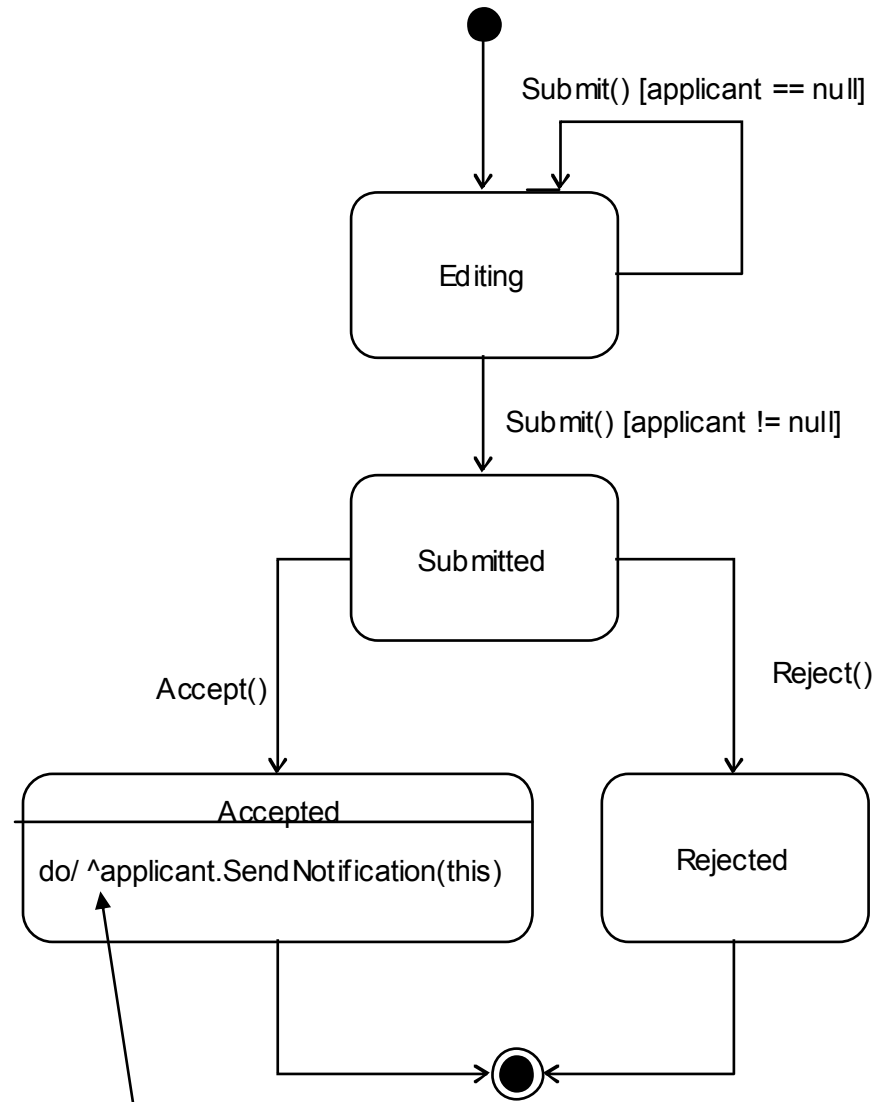 Submit() [applicant == null]
Editing
Submit() [applicant != null]
Submitted
Accept()
Reject()
Accepted
do/ ^applicant.SendNotification(this)
Rejected